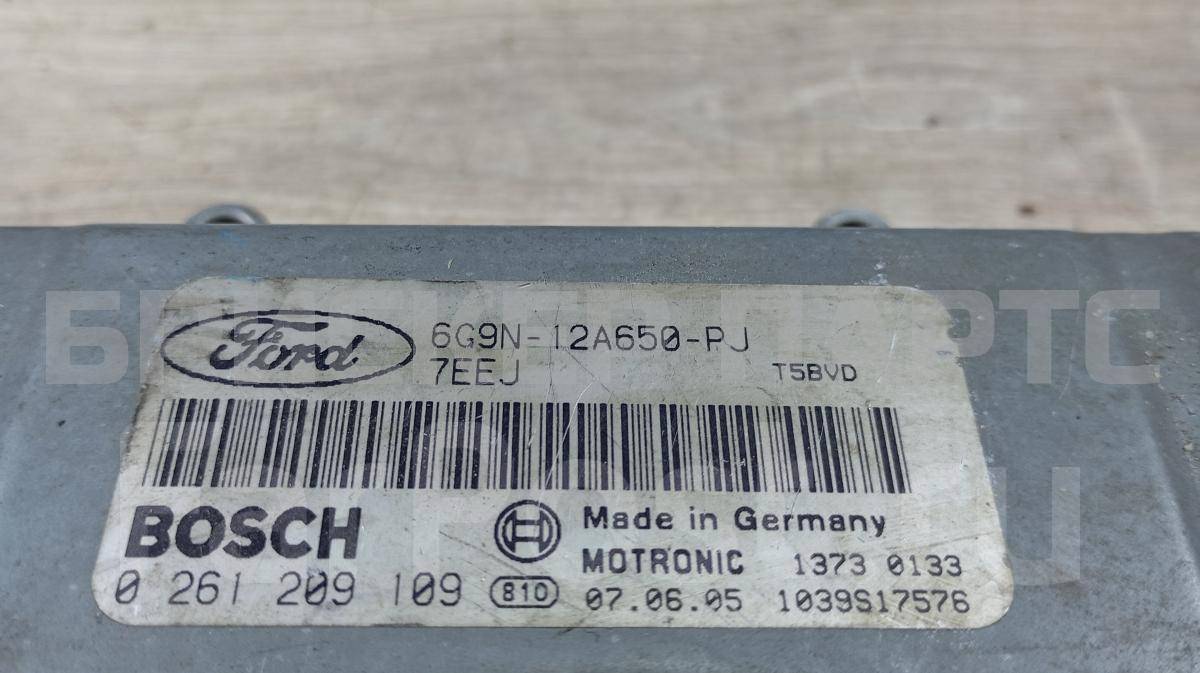 Ford
6G9N-12A650-PJ
7EEJ T5BVD
BOSCH
Made in Germany
MOTRONIC 1373 0133
0 261 209 109 810 07.06.05 1039S17576
ПАРТС